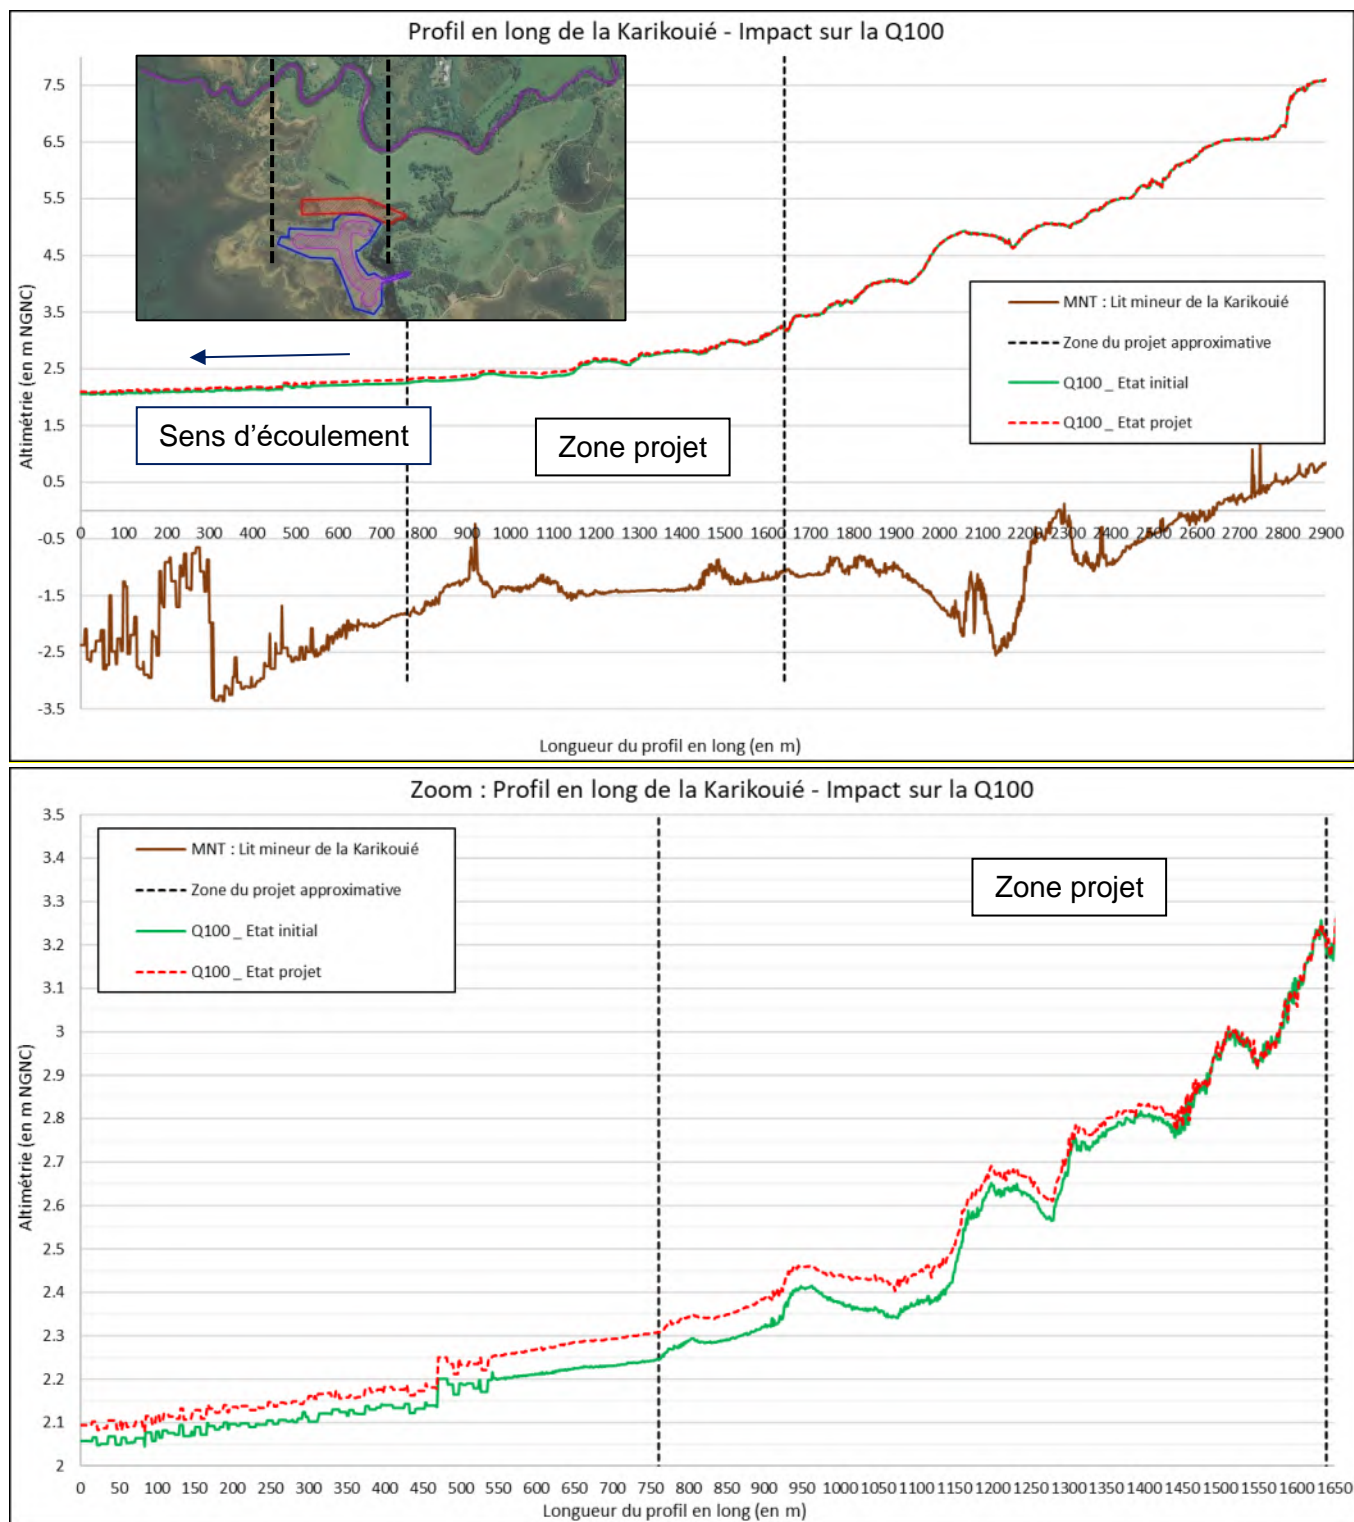 Profil en long de la Karikouié - Impact sur la Q100
Altimétrie (en m NGNC)
7.5
6.5
5.5
4.5
3.5
2.5
1.5
0.5
-0.5
-1.5
-2.5
-3.5
MNT : Lit mineur de la Karikouié
Zone du projet approximative
Q100 _ Etat initial
Q100 _ Etat projet
Sens d'écoulement
Zone projet
0 100 200 300 400 500 600 700 800 900 1000 1100 1200 1300 1400 1500 1600 1700 1800 1900 2000 2100 2200 2300 2400 2500 2600 2700 2800 2900
Longueur du profil en long (en m)
Zoom : Profil en long de la Karikouié - Impact sur la Q100
Altimétrie (en m NGNC)
3.5
3.4
3.3
3.2
3.1
3
2.9
2.8
2.7
2.6
2.5
2.4
2.3
2.2
2.1
2
MNT : Lit mineur de la Karikouié
Zone du projet approximative
Q100 _ Etat initial
Q100 _ Etat projet
Zone projet
0 50 100 150 200 250 300 350 400 450 500 550 600 650 700 750 800 850 900 950 1000 1050 1100 1150 1200 1250 1300 1350 1400 1450 1500 1550 1600 1650
Longueur du profil en long (en m)